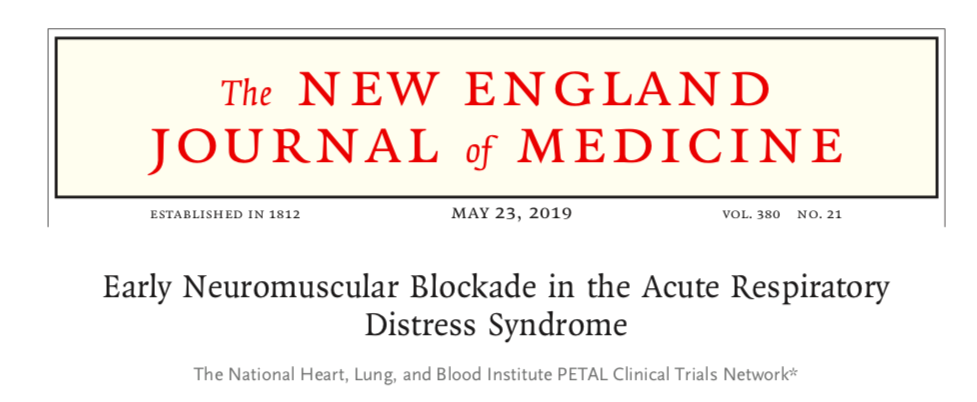 The NEW ENGLAND
JOURNAL of MEDICINE
ESTABLISHED IN 1812 MAY 23, 2019 VOL. 380 NO. 21
Early Neuromuscular Blockade in the Acute Respiratory
Distress Syndrome
The National Heart, Lung, and Blood Institute PETAL Clinical Trials Network*